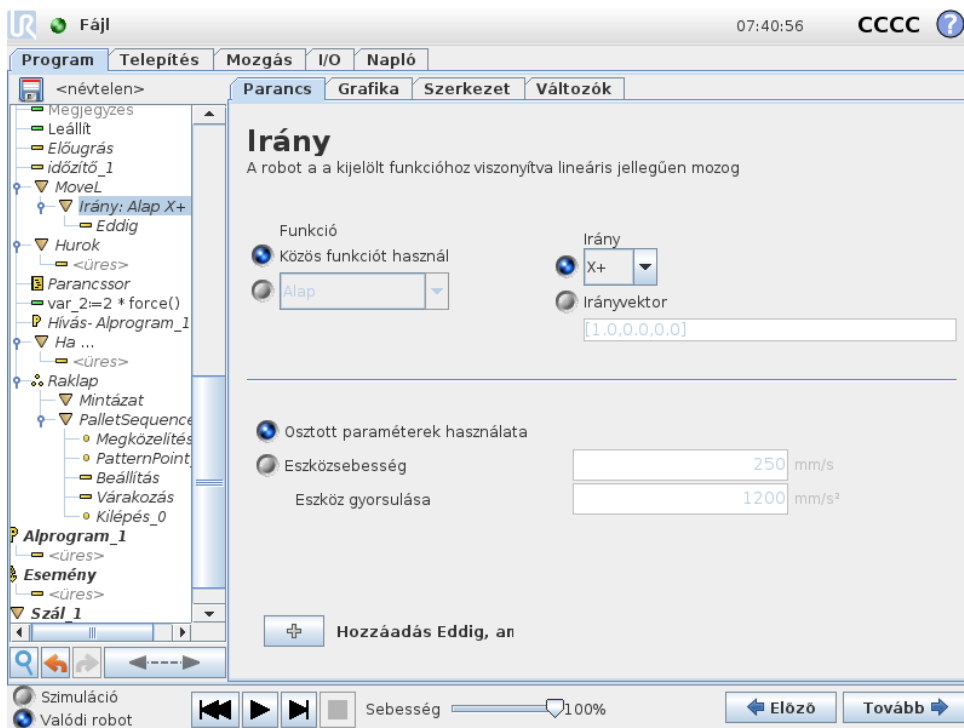 UR Fájl 07:40:56 CCCC ?
Program Telepítés Mozgás I/O Napló
<névtelen> Parancs Grafika Szerkezet Változók
Megjegyzés
Leállít
Előugrás
időzítő_1
MoveL
Irány: Alap X+
Eddig
Hurok
<üres>
Parancssor
var_2:=2 * force()
Hívás- Alprogram_1
Ha ...
<üres>
Raklap
Mintázat
PalletSequence
Megközelítés
PatternPoint
Beállítás
Várakozás
Kilépés_0
Alprogram_1
<üres>
Esemény
<üres>
Szál_1
Irány
A robot a a kijelölt funkcióhoz viszonyítva lineáris jellegűen mozog
Funkció
Közös funkciót használ
Alap
Irány
X+
Irányvektor
[1.0,0.0,0.0]
Osztott paraméterek használata
Eszközsebesség 250 mm/s
Eszköz gyorsulása 1200 mm/s²
Hozzáadás Eddig, an
Szimuláció
Valódi robot
Sebesség 100%
Előző Tovább